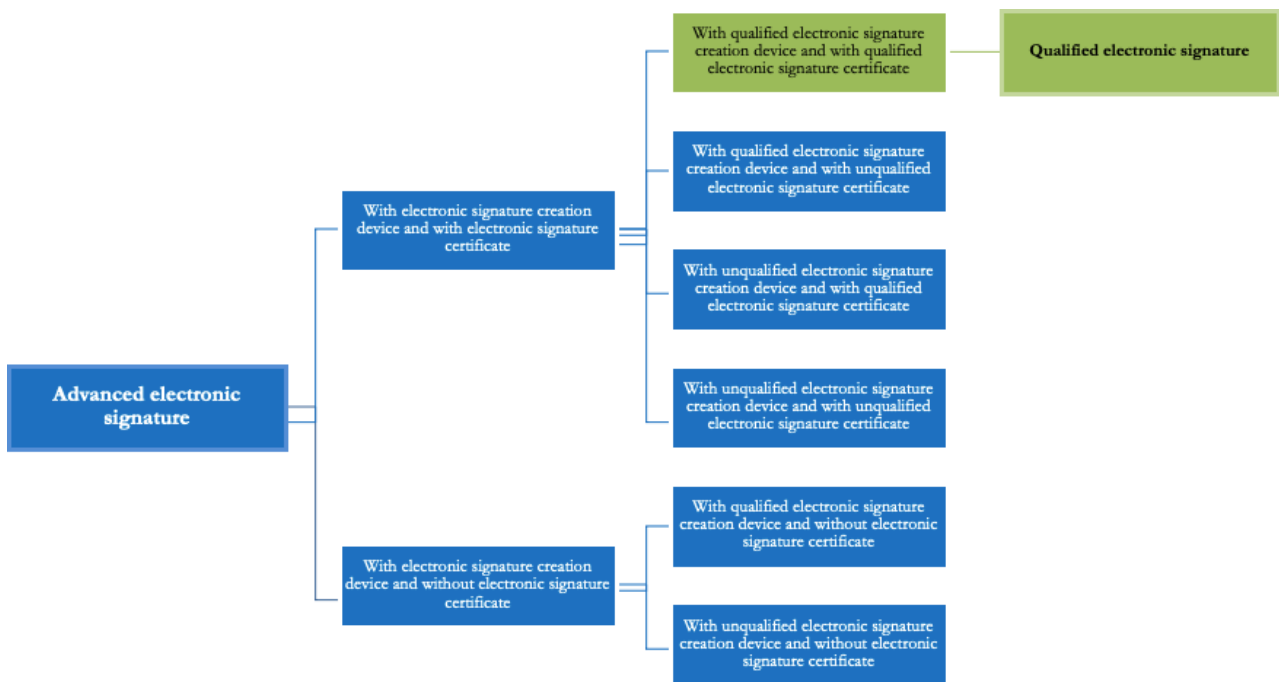 With qualified electronic signature
creation device and with qualified
electronic signature certificate
Qualified electronic signature
With qualified electronic signature
creation device and with unqualified
electronic signature certificate
With electronic signature creation
device and with electronic signature
certificate
With unqualified electronic signature
creation device and with qualified
electronic signature certificate
Advanced electronic
signature
With unqualified electronic signature
creation device and with unqualified
electronic signature certificate
With qualified electronic signature
creation device and without electronic
signature certificate
With electronic signature creation
device and without electronic signature
certificate
With unqualified electronic signature
creation device and without electronic
signature certificate